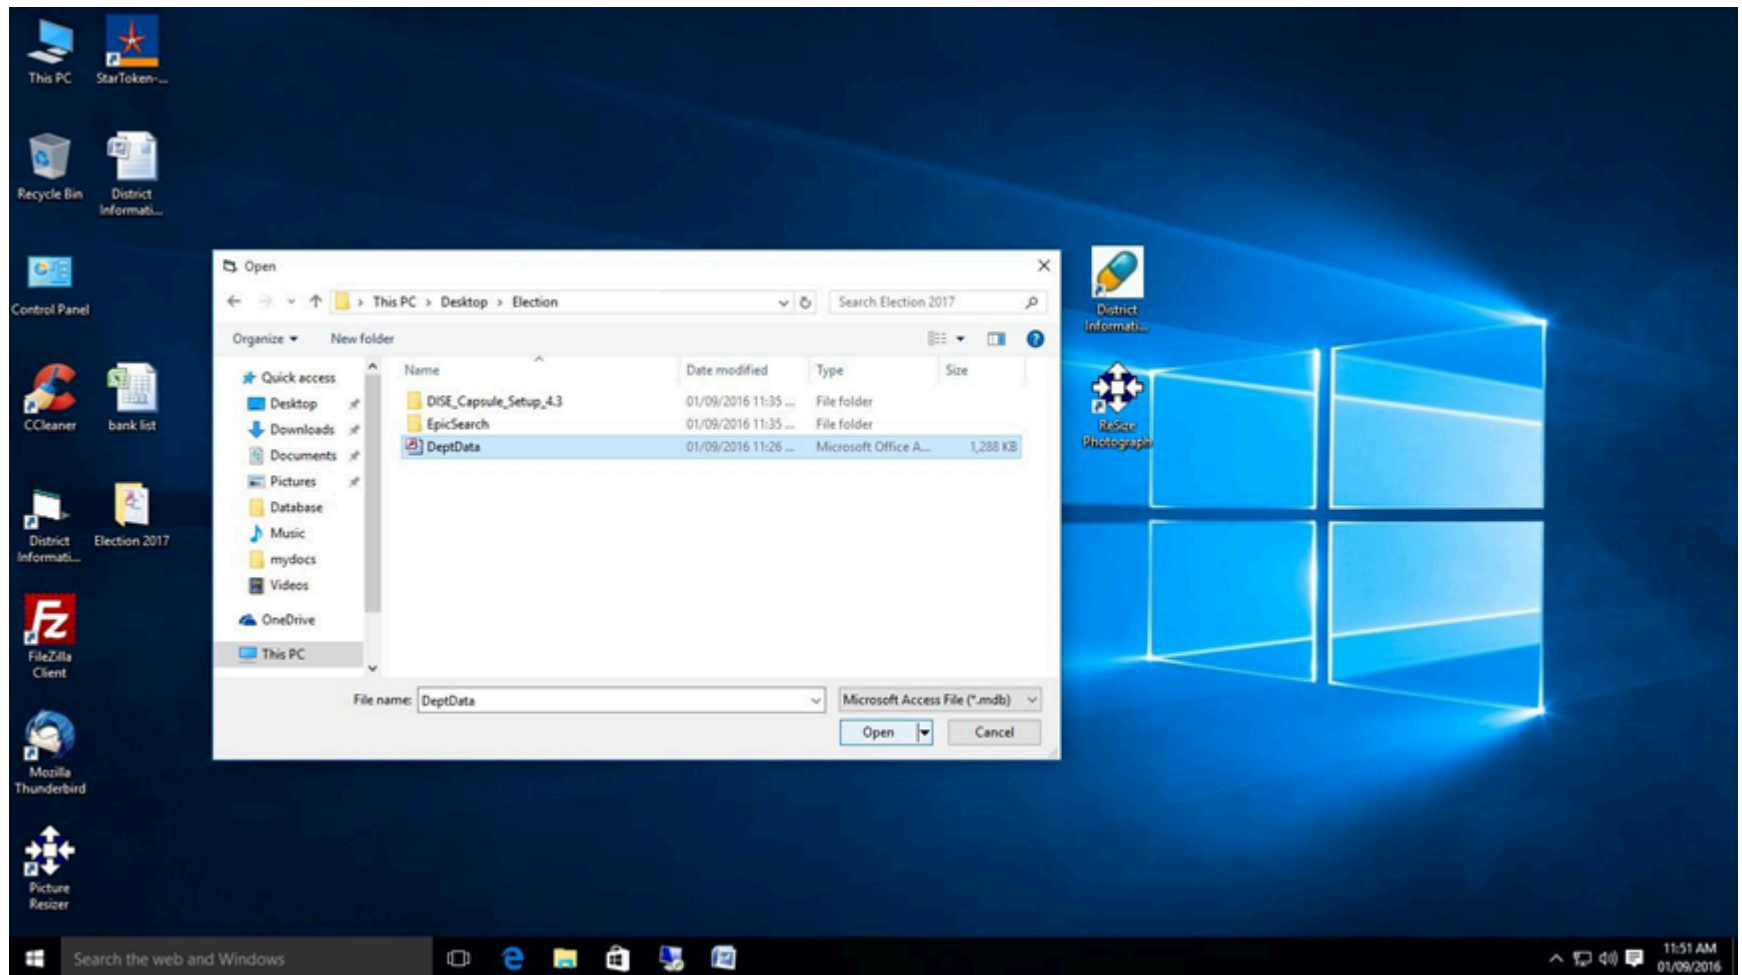 This PC
StarToken-...
Recycle Bin
District
Informati...
Control Panel
CCleaner
bank list
District
Informati...
Election 2017
FileZilla
Client
Mozilla
Thunderbird
Picture
Resizer
Open
This PC > Desktop > Election
Search Election 2017
Organize
New folder
Quick access
Desktop
Downloads
Documents
Pictures
Database
Music
mydocs
Videos
OneDrive
This PC
Name Date modified Type Size
DISE_Capsule_Setup_4.3 01/09/2016 11:35 ... File folder
EpicSearch 01/09/2016 11:35 ... File folder
DeptData 01/09/2016 11:26 ... Microsoft Office A... 1,288 KB
File name: DeptData Microsoft Access File (*.mdb)
Open Cancel
District
Informati...
ReSize
Photograph
Search the web and Windows
11:51 AM
01/09/2016